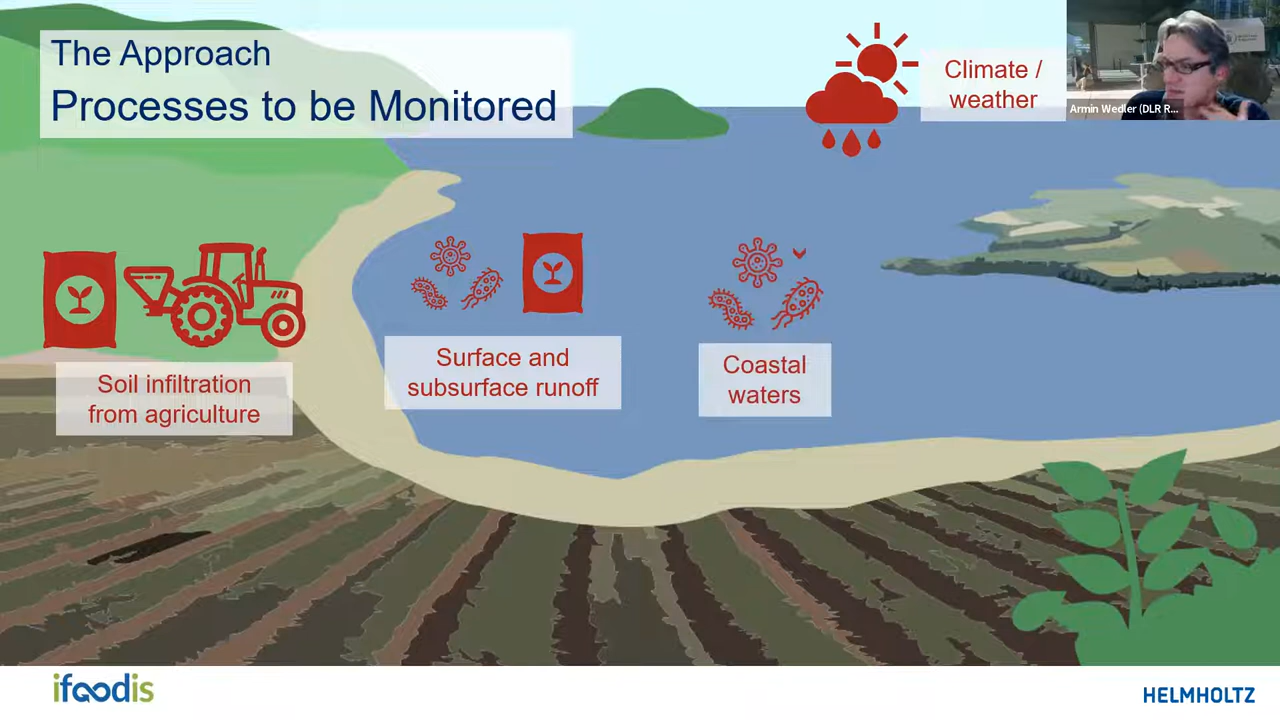 The Approach
Processes to be Monitored
Climate /
weather
Armin Wedler (DLR R...
Soil infiltration
from agriculture
Surface and
subsurface runoff
Coastal
waters
ifoodis
HELMHOLTZ